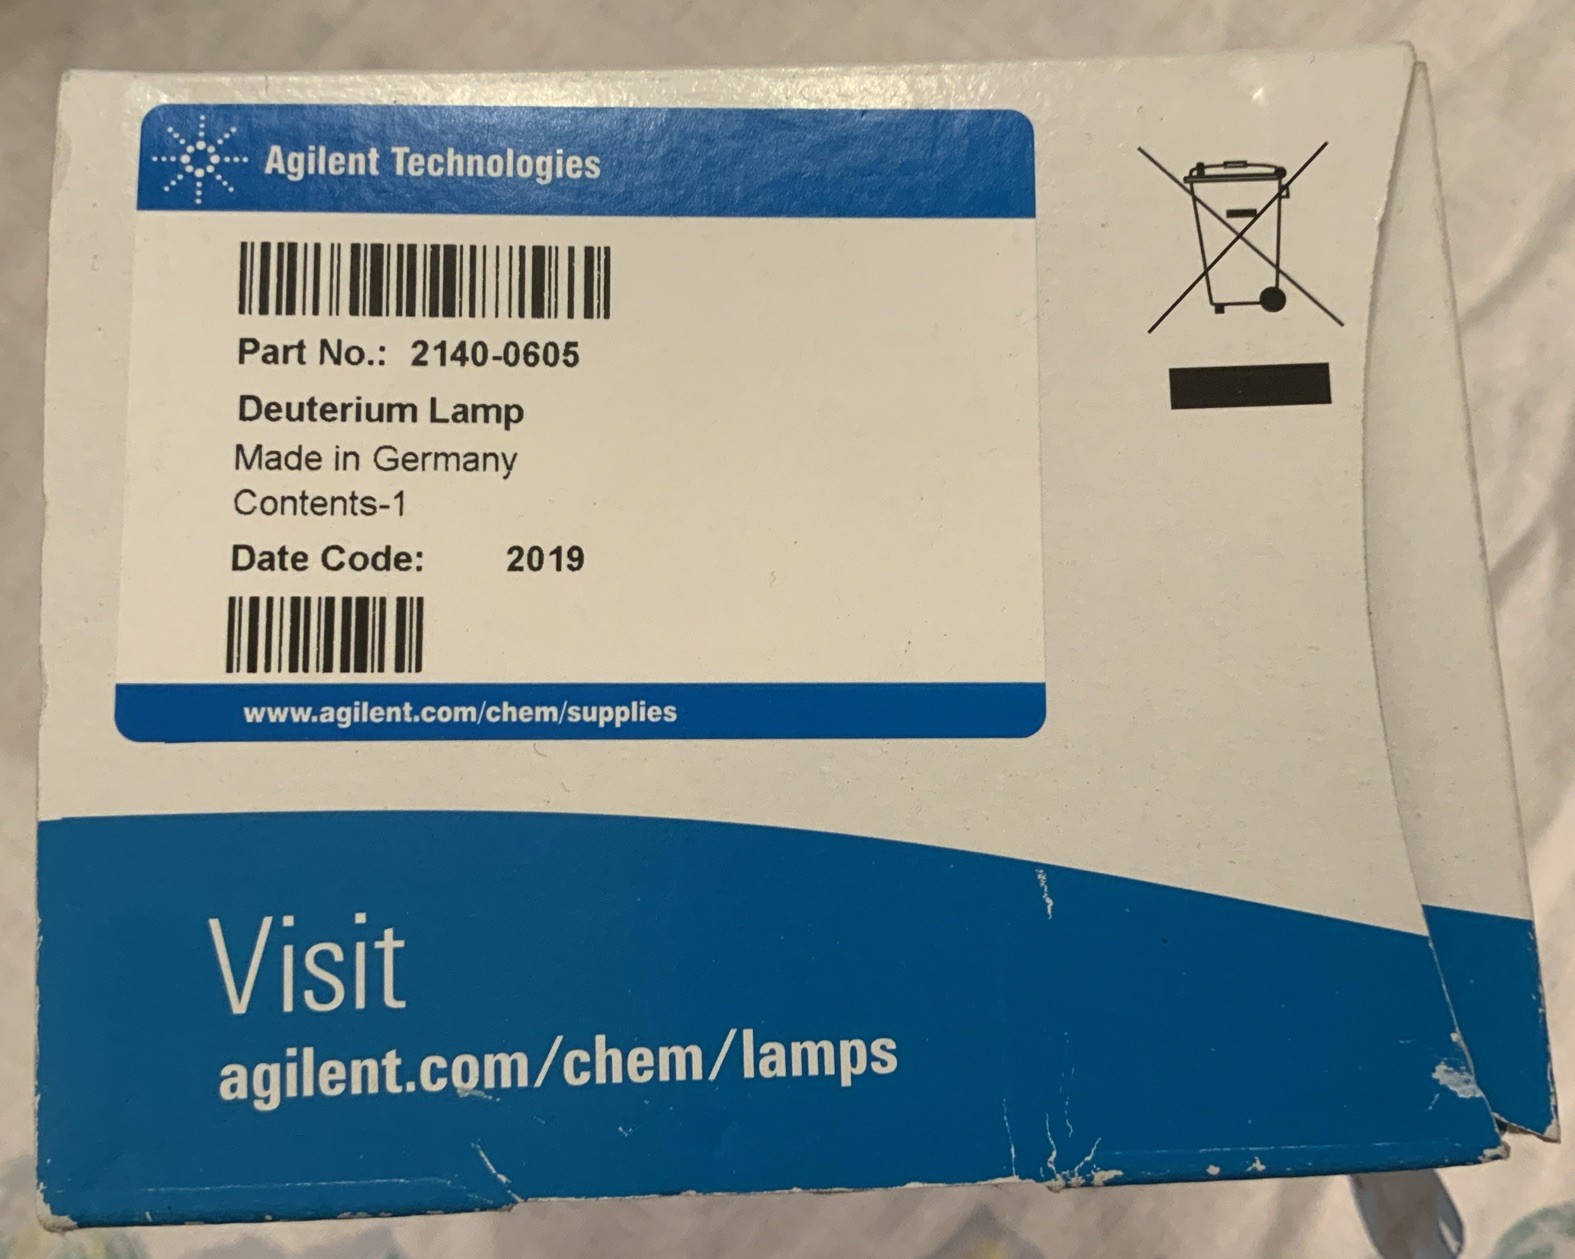 Agilent Technologies
Part No.: 2140-0605
Deuterium Lamp
Made in Germany
Contents-1
Date Code: 2019
www.agilent.com/chem/supplies
Visit
agilent.com/chem/lamps